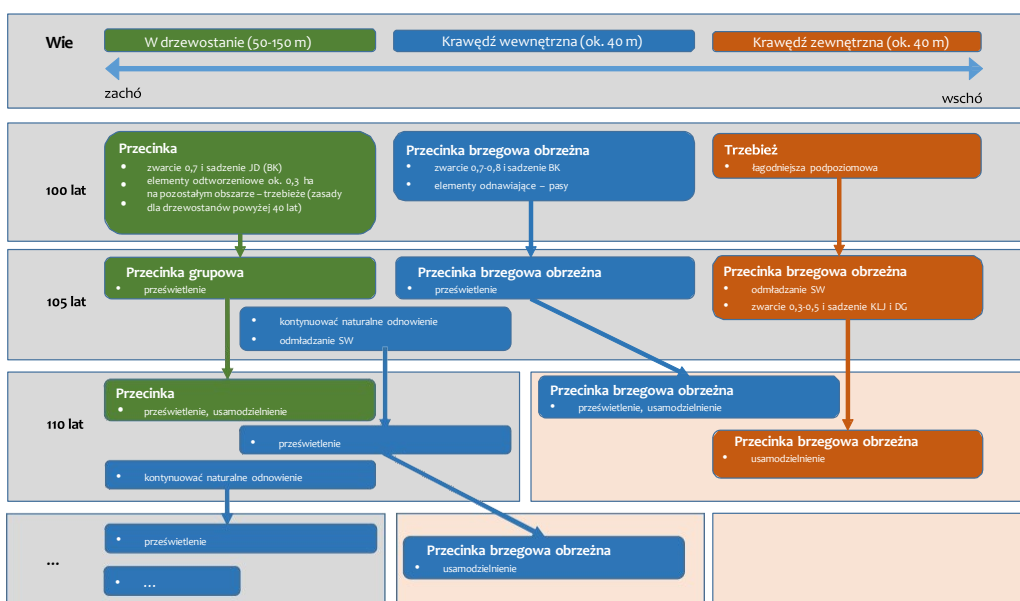 Wie
W drzewostanie (50-150 m)
Krawędź wewnętrzna (ok. 40 m)
Krawędź zewnętrzna (ok. 40 m)
zachó
wschó
100 lat
Przecinka
• zwarcie 0,7 i sadzenie JD (BK)
• elementy odtworzeniowe ok. 0,3 ha
na pozostałym obszarze – trzebieże (zasady
• dla drzewostanów powyżej 40 lat)
Przecinka brzegowa obrzeżna
• zwarcie 0,7-0,8 i sadzenie BK
• elementy odnawiające – pasy
Trzebież
• łagodniejsza podpoziomowa
105 lat
Przecinka grupowa
• prześwietlenie
• kontynuować naturalne odnowienie
• odmładzanie SW
Przecinka brzegowa obrzeżna
• prześwietlenie
Przecinka brzegowa obrzeżna
• odmładzanie SW
• zwarcie 0,3-0,5 i sadzenie KLJ i DG
110 lat
Przecinka
• prześwietlenie, usamodzielnienie
• prześwietlenie
• kontynuować naturalne odnowienie
Przecinka brzegowa obrzeżna
• prześwietlenie, usamodzielnienie
Przecinka brzegowa obrzeżna
• usamodzielnienie
...
• prześwietlenie
• ...
Przecinka brzegowa obrzeżna
• usamodzielnienie